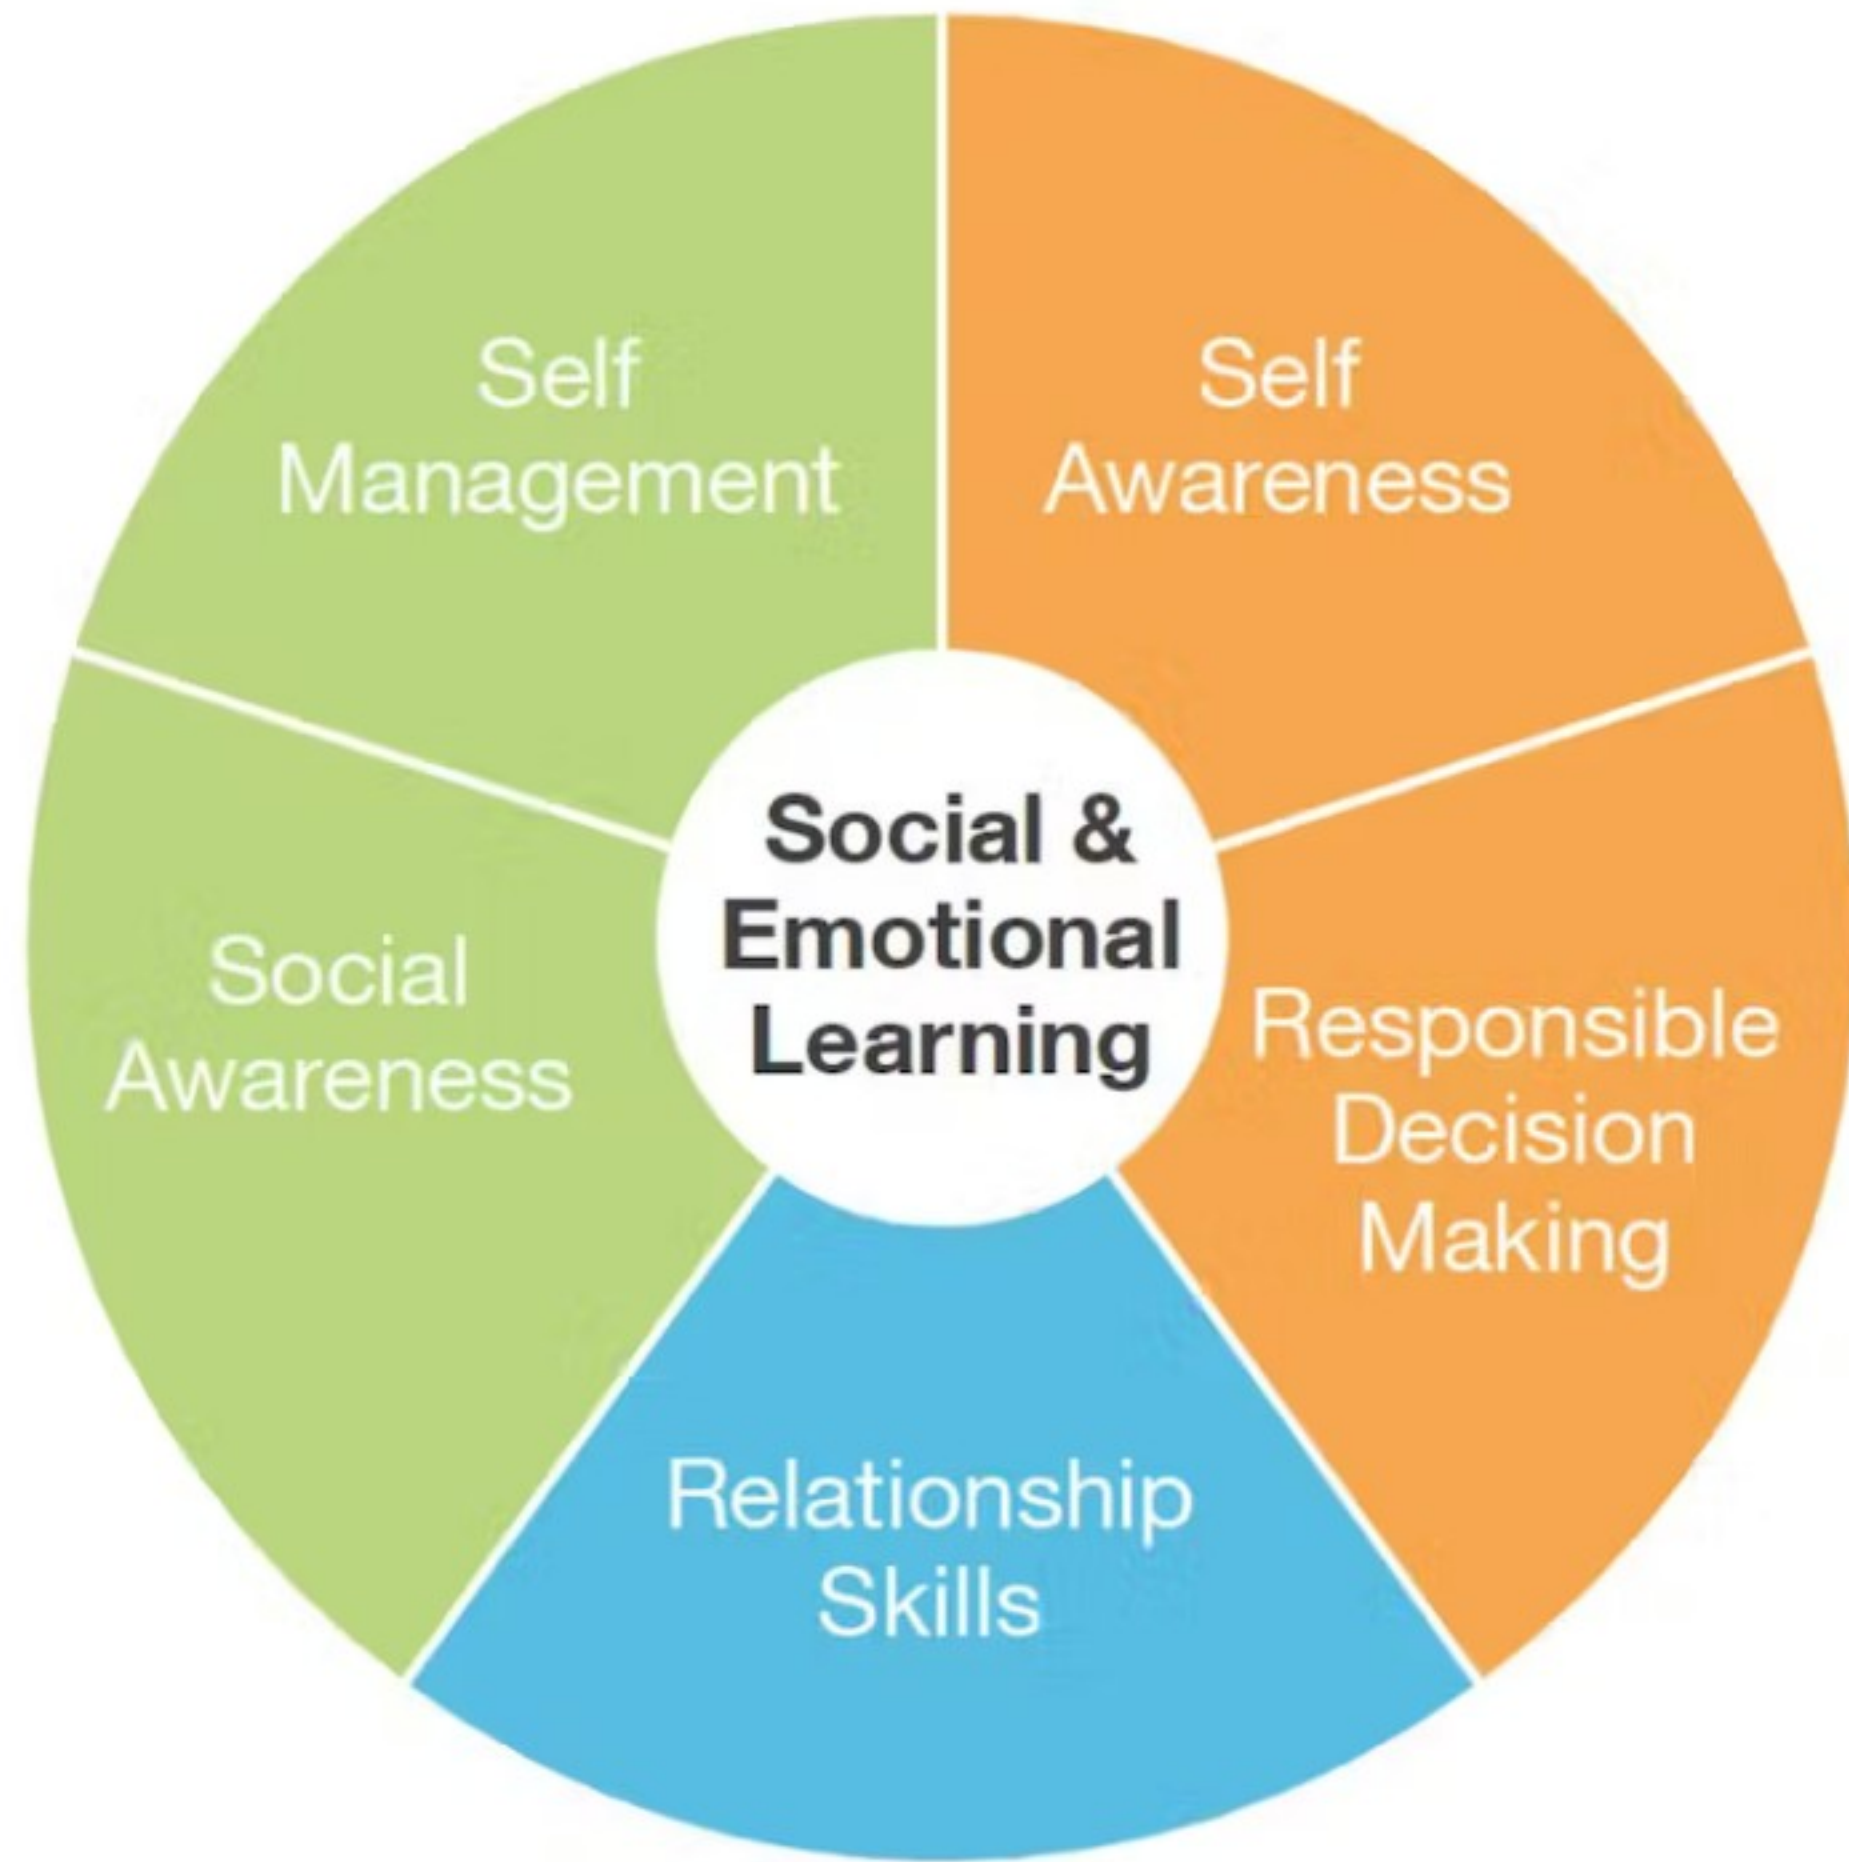 Self
Management
Self
Awareness
Social &
Emotional
Learning
Social
Awareness
Responsible
Decision
Making
Relationship
Skills